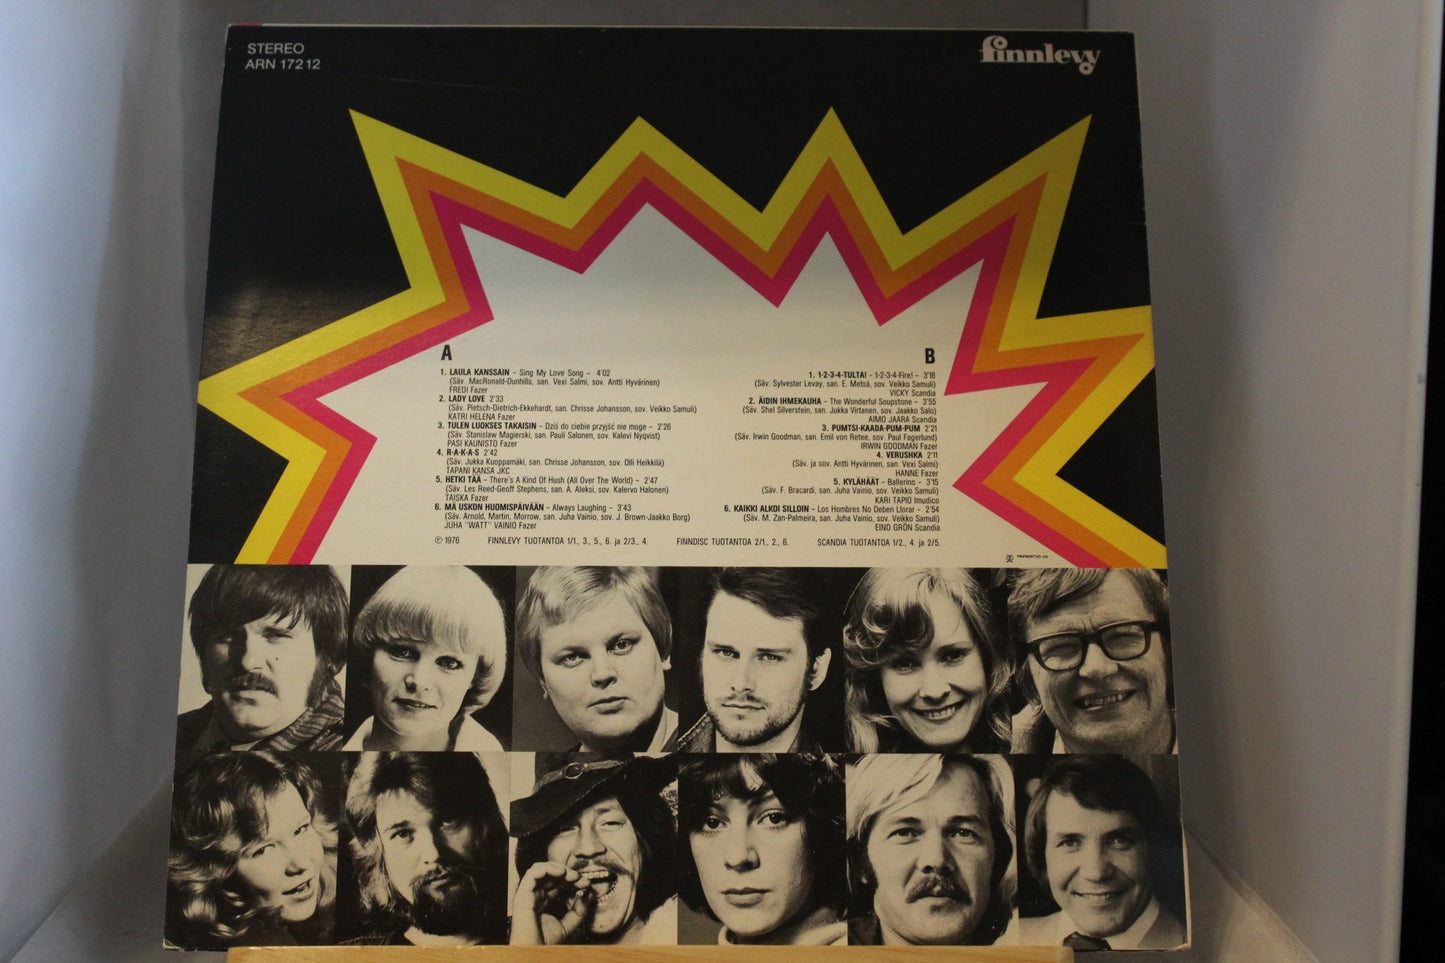 STEREO
ARN 17212
finnlevy
A
1. LAULA KANSSAIN - Sing My Love Song - 4'02
(Säv. MacRonald-Dunhills, san. Vexi Salmi, sov. Antti Hyvärinen)
FREDI Fazer
2. LADY LOVE 2'33
(Säv. Pietsch-Dietrich-Ekkehardt, san. Chrisse Johansson, sov. Veikko Samuli)
KATRI HELENA Fazer
3. TULEN LUOKSES TAKAISIN - Dziś do ciebie przyjść nie moge - 2'26
(Säv. Stanislaw Magierski, san. Pauli Salonen, sov. Kalevi Nyqvist)
PASI KAUNISTO Fazer
4. R-A-K-A-S 2'42
(Säv. Jukka Kuoppamäki, san. Chrisse Johansson, sov. Olli Heikkilä)
TAPANI KANSA JKC
5. HETKI TÄÄ - There's A Kind Of Hush (All Over The World) - 2'47
(Säv. Les Reed-Geoff Stephens, san. A. Aleksi, sov. Kalervo Halonen)
TAISKA Fazer
6. MÄ USKON HUOMISPÄIVÄÄN - Always Laughing - 3'43
(Säv. Arnold, Martin, Morrow, san. Juha Vainio, sov. J. Brown-Jaakko Borg)
JUHA "WATT" VAINIO Fazer
B
1. 1-2-3-4-TULTA! - 1-2-3-4-Fire! - 3'18
(Säv. Sylvester Levay, san. E. Metsä, sov. Veikko Samuli)
VICKY Scandia
2. ÄIDIN IHMEKAUHA - The Wonderful Soupstone - 3'55
(Säv. Shel Silverstein, san. Jukka Virtanen, sov. Jaakko Salo)
AIMO JAARA Scandia
3. PUMTSI-KAADA-PUM-PUM 2'21
(Säv. Irwin Goodman, san. Emil von Retee, sov. Paul Fagerlund)
IRWIN GOODMAN Fazer
4. VERUSHKA 2'11
(Säv. ja sov. Antti Hyvärinen, san. Vexi Salmi)
HANNE Fazer
5. KYLÄHÄÄT - Ballerino - 3'15
(Säv. F. Bracardi, san. Juha Vainio, sov. Veikko Samuli)
KARI TAPIO Imudico
6. KAIKKI ALKOI SILLOIN - Los Hombres No Deben Llorar - 2'54
(Säv. M. Zan-Palmeira, san. Juha Vainio, sov. Veikko Samuli)
EINO GRÖN Scandia
℗ 1976 FINNLEVY TUOTANTOA 1/1., 3., 5., 6. ja 2/3., 4. FINNDISC TUOTANTOA 2/1., 2., 6. SCANDIA TUOTANTOA 1/2., 4. ja 2/5.